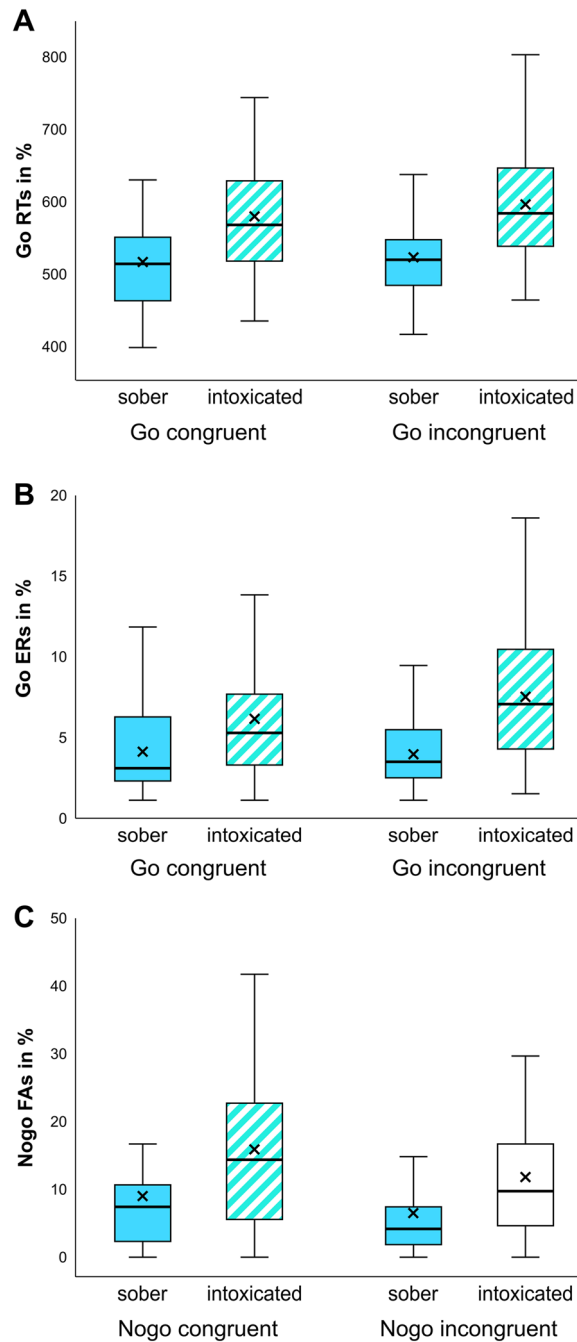 A
Go RTs in %
800
700
600
500
400
sober intoxicated sober intoxicated
Go congruent Go incongruent
B
Go ERs in %
20
15
10
5
0
sober intoxicated sober intoxicated
Go congruent Go incongruent
C
Nogo FAs in %
50
40
30
20
10
0
sober intoxicated sober intoxicated
Nogo congruent Nogo incongruent